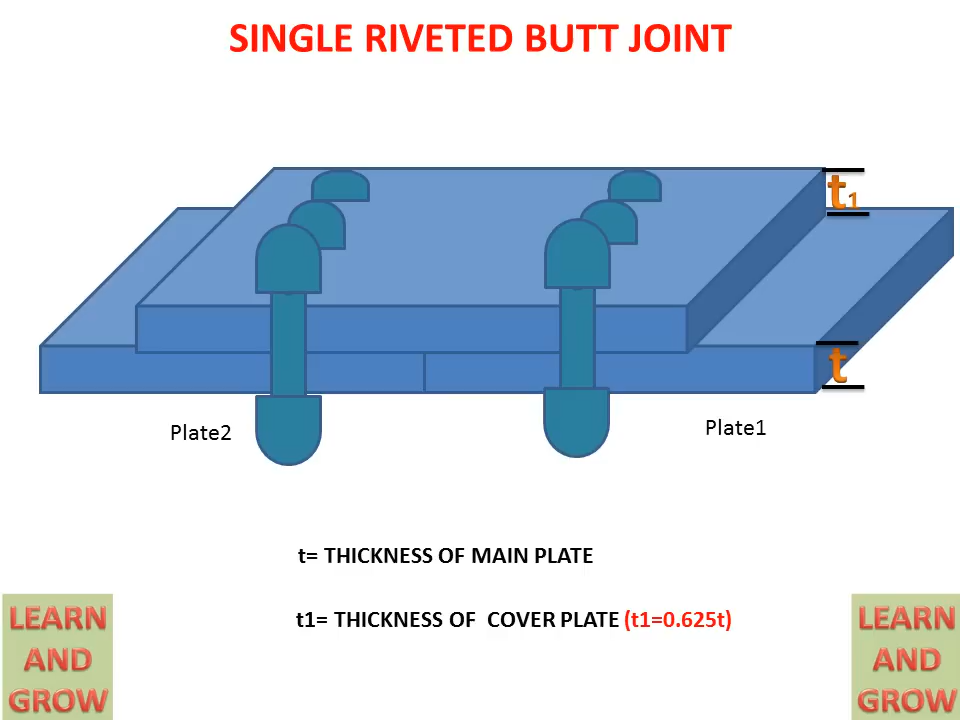 SINGLE RIVETED BUTT JOINT
t1
t
Plate2
Plate1
t= THICKNESS OF MAIN PLATE
t1= THICKNESS OF  COVER PLATE (t1=0.625t)
LEARN
AND
GROW
LEARN
AND
GROW